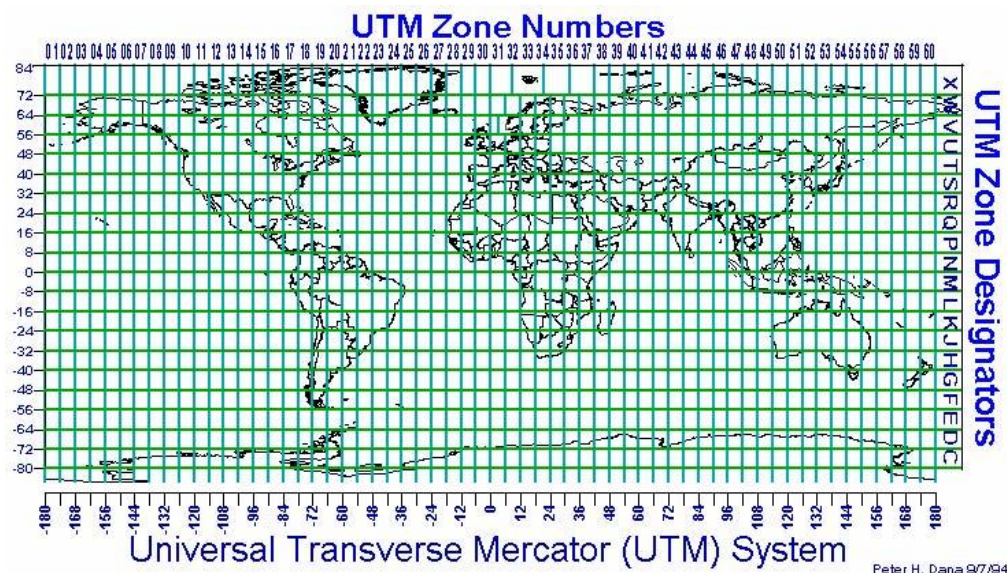 UTM Zone Numbers
01 02 03 04 05 06 07 08 09 10 11 12 13 14 15 16 17 18 19 20 21 22 23 24 25 26 27 28 29 30 31 32 33 34 35 36 37 38 39 40 41 42 43 44 45 46 47 48 49 50 51 52 53 54 55 56 57 58 59 60
84
72
64
56
48
40
32
24
16
8
0
-8
-16
-24
-32
-40
-48
-56
-64
-72
-80
X
W
V
U
T
S
R
Q
P
N
M
L
K
J
H
G
F
E
D
C
UTM Zone Designators
-180 -168 -156 -144 -132 -120 -108 -96 -84 -72 -60 -48 -36 -24 -12 0 12 24 36 48 60 72 84 96 108 120 132 144 156 168 180
Universal Transverse Mercator (UTM) System
Peter H. Dana 9/7/94